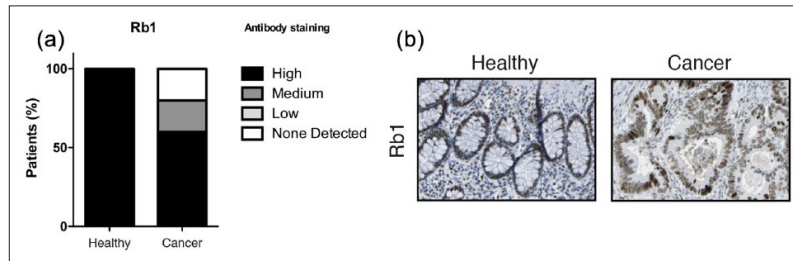 (a)
Rb1
Antibody staining
High
Medium
Low
None Detected
Patients (%)
100
50
0
Healthy
Cancer
(b)
Healthy
Cancer
Rb1